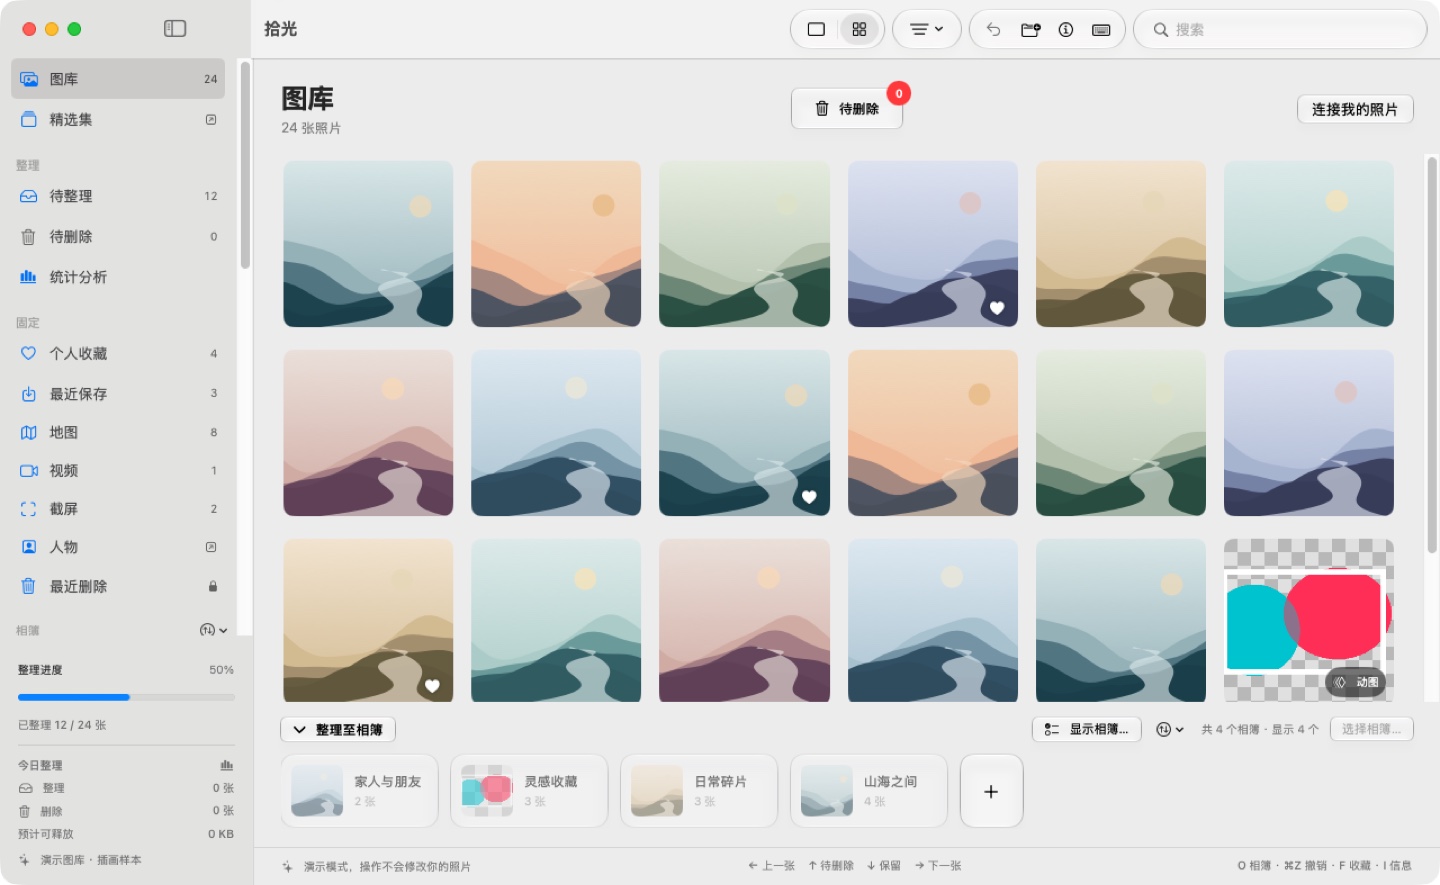 拾光
搜索
图库 24
精选集
整理
待整理 12
待删除 0
统计分析
固定
个人收藏 4
最近保存 3
地图 8
视频 1
截屏 2
人物
最近删除
相簿
整理进度 50%
已整理 12 / 24 张
今日整理
整理 0 张
删除 0 张
预计可释放 0 KB
演示图库 · 插画样本
图库
24 张照片
待删除 0
连接我的照片
动图
整理至相簿
显示相簿...
共 4 个相簿 · 显示 4 个
选择相簿...
家人与朋友
2 张
灵感收藏
3 张
日常碎片
3 张
山海之间
4 张
演示模式，操作不会修改你的照片
← 上一张 ↑ 待删除 ↓ 保留 → 下一张
O 相簿 · ⌘Z 撤销 · F 收藏 · I 信息